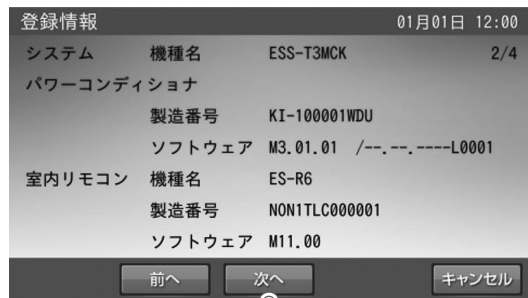 登録情報 01月01日 12:00
システム 機種名 ESS-T3MCK 2/4
パワーコンディショナ
製造番号 KI-100001WDU
ソフトウェア M3.01.01 /--.--.----L0001
室内リモコン 機種名 ES-R6
製造番号 NON1TLC000001
ソフトウェア M11.00
前へ 次へ キャンセル